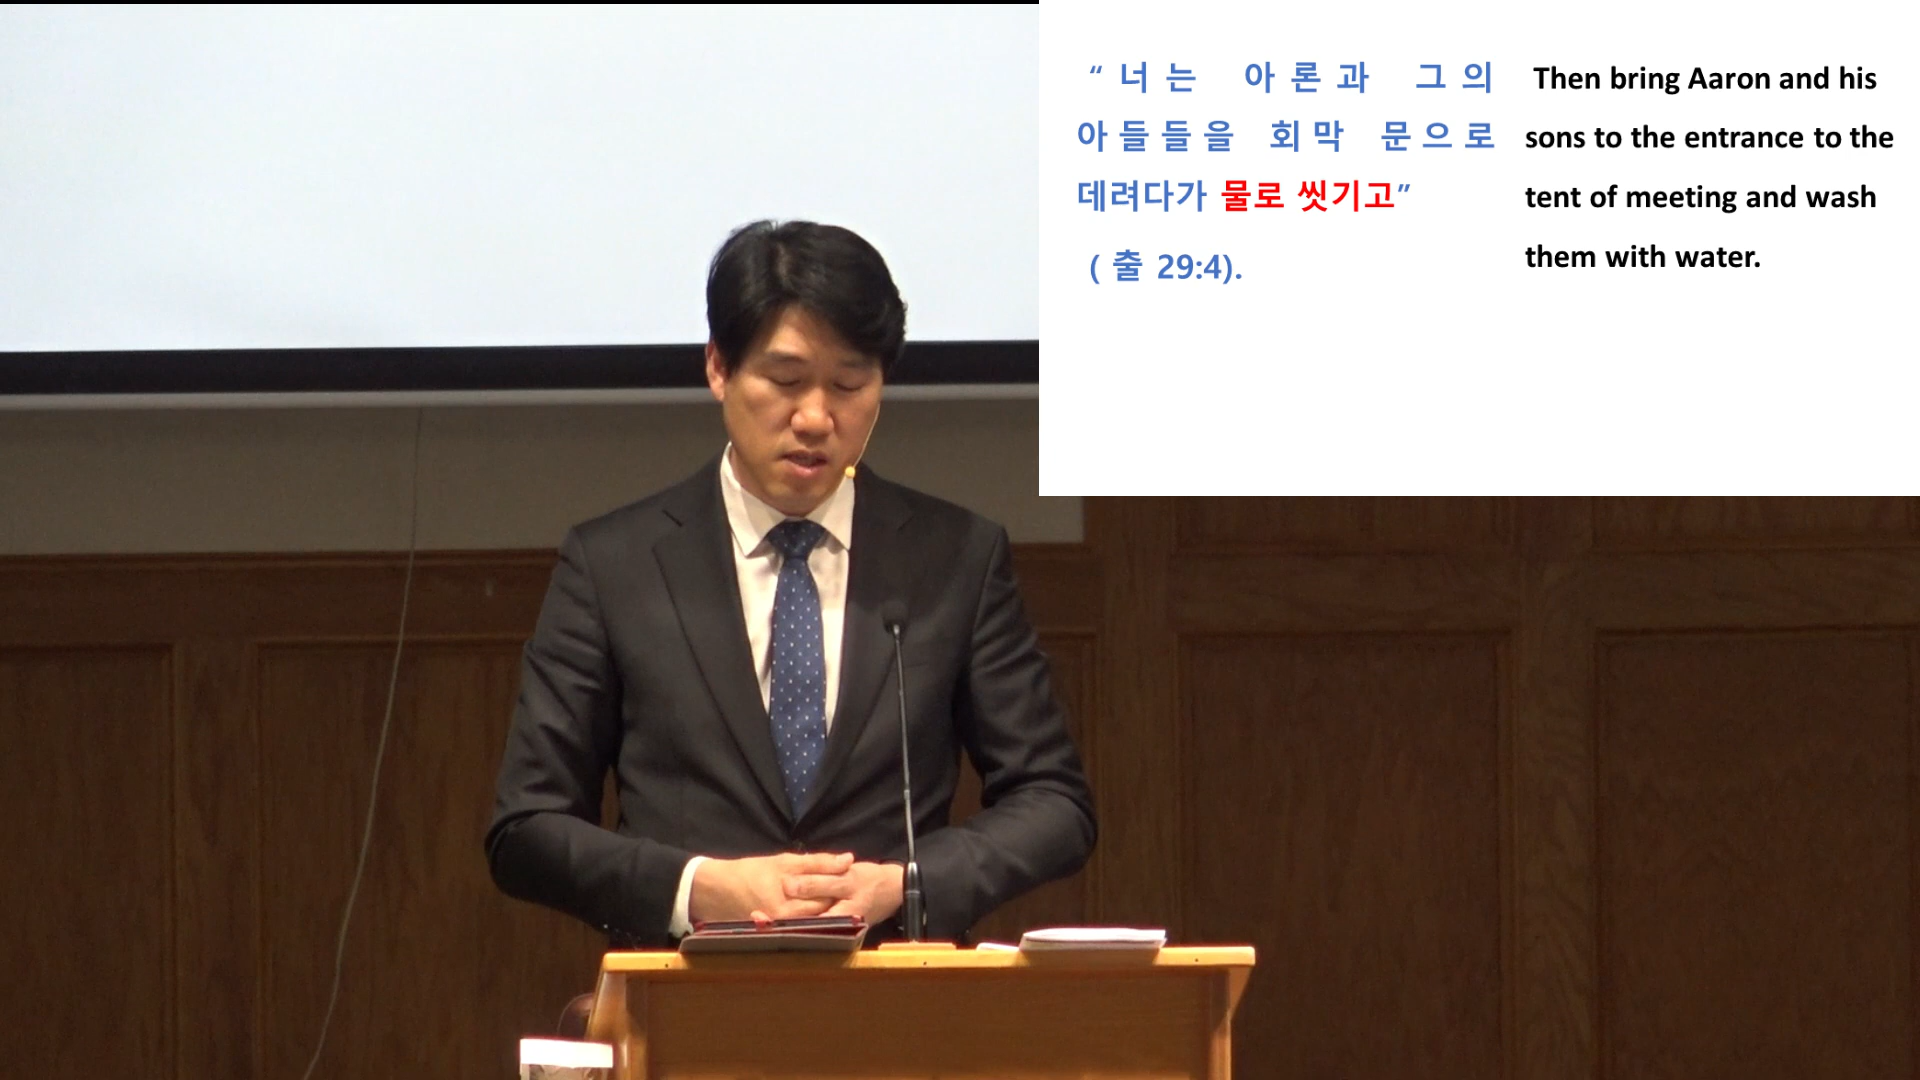 “ 너는 아론과 그의
아들들을 회막 문으로
데려다가 물로 씻기고”
( 출 29:4).
Then bring Aaron and his
sons to the entrance to the
tent of meeting and wash
them with water.